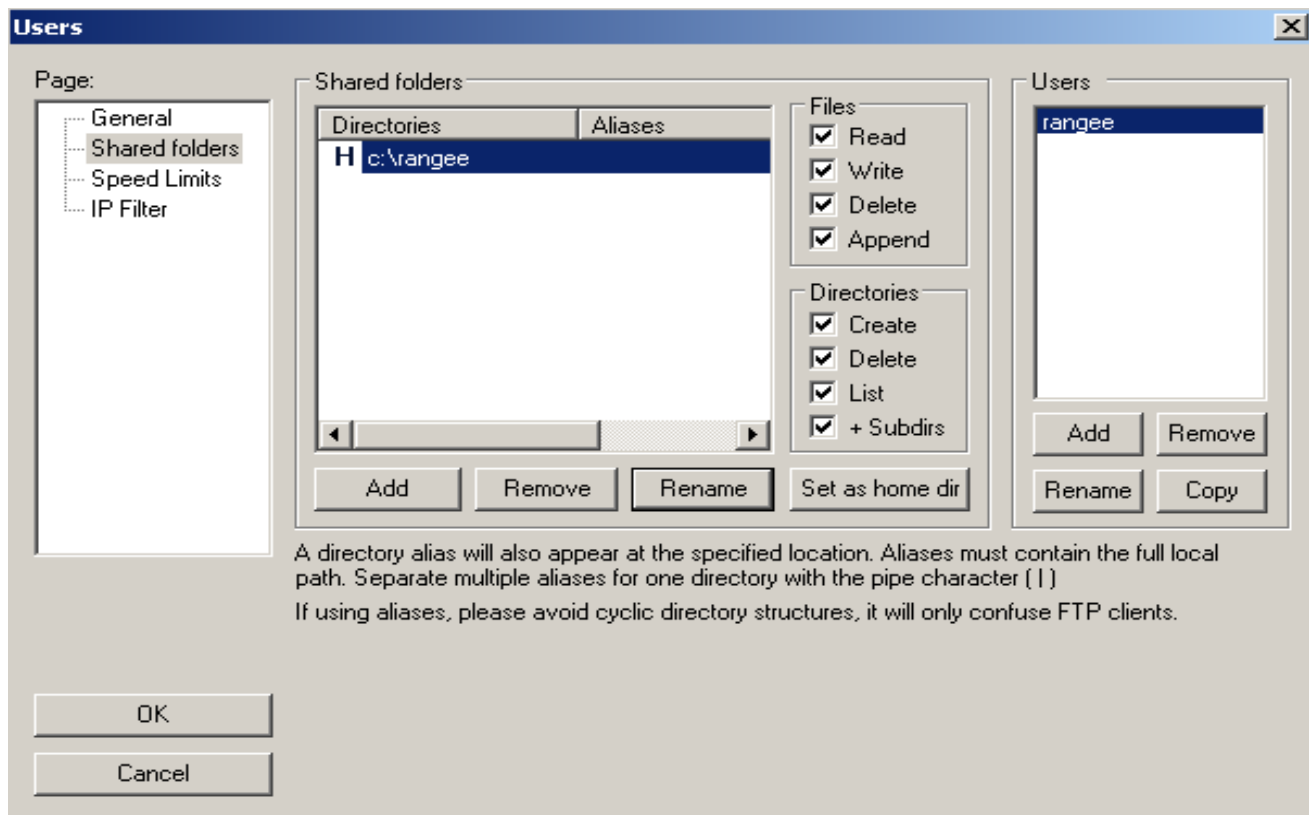 Users
Page:
General
Shared folders
Speed Limits
IP Filter
Shared folders
Directories Aliases
H c:\rangee
Files
Read
Write
Delete
Append
Directories
Create
Delete
List
+ Subdirs
Add Remove Rename Set as home dir
Users
rangee
Add Remove
Rename Copy
A directory alias will also appear at the specified location. Aliases must contain the full local
path. Separate multiple aliases for one directory with the pipe character ( | )
If using aliases, please avoid cyclic directory structures, it will only confuse FTP clients.
OK
Cancel